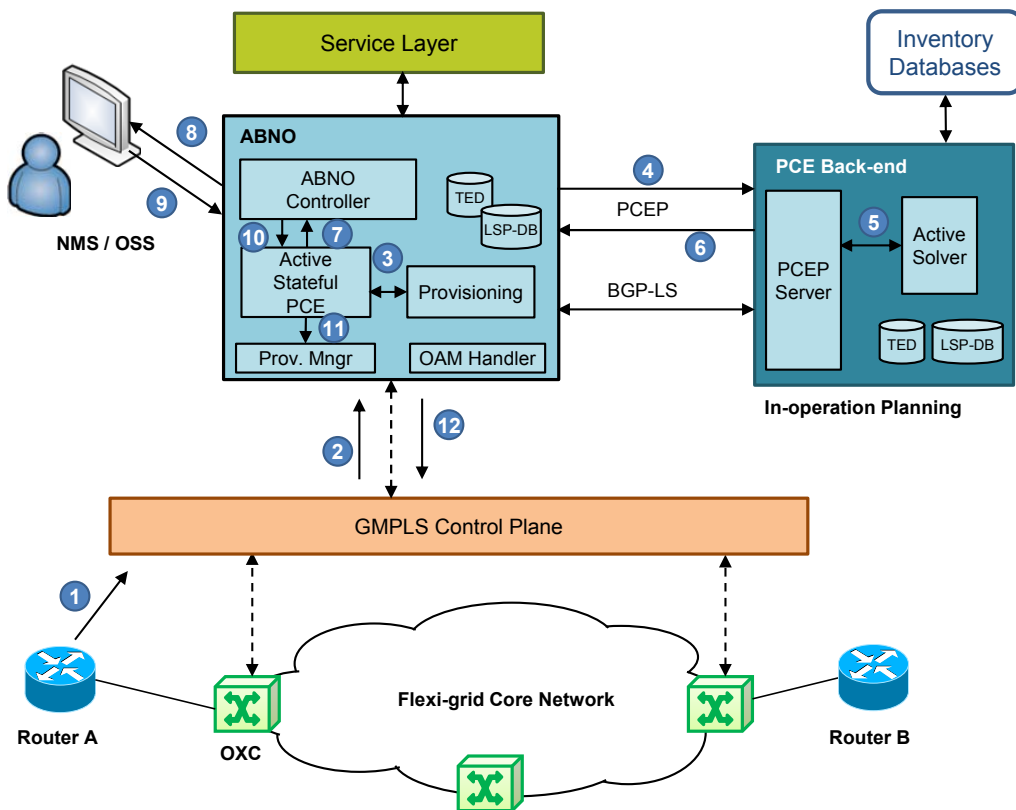 Service Layer
Inventory
Databases
8
ABNO
4
PCE Back-end
ABNO
Controller
TED
LSP-DB
PCEP
9
NMS / OSS
10
7
3
5
6
Active
Stateful
PCE
Provisioning
PCEP
Server
Active
Solver
BGP-LS
11
Prov. Mngr
OAM Handler
TED
LSP-DB
In-operation Planning
2
12
GMPLS Control Plane
1
Flexi-grid Core Network
Router A
OXC
Router B